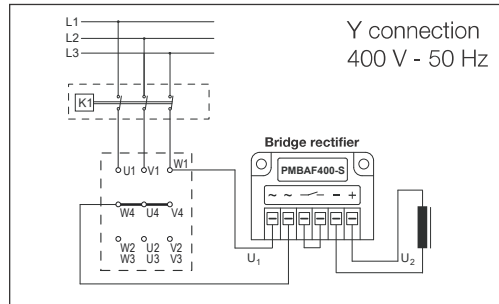 L1
Y connection
L2
400 V - 50 Hz
L3
K1
Bridge rectifier
PMBAF400-S
U1 V1 W1
~ ~ − +
W4 U4 V4
W2 U2 V2
W3 U3 V3
U1
U2